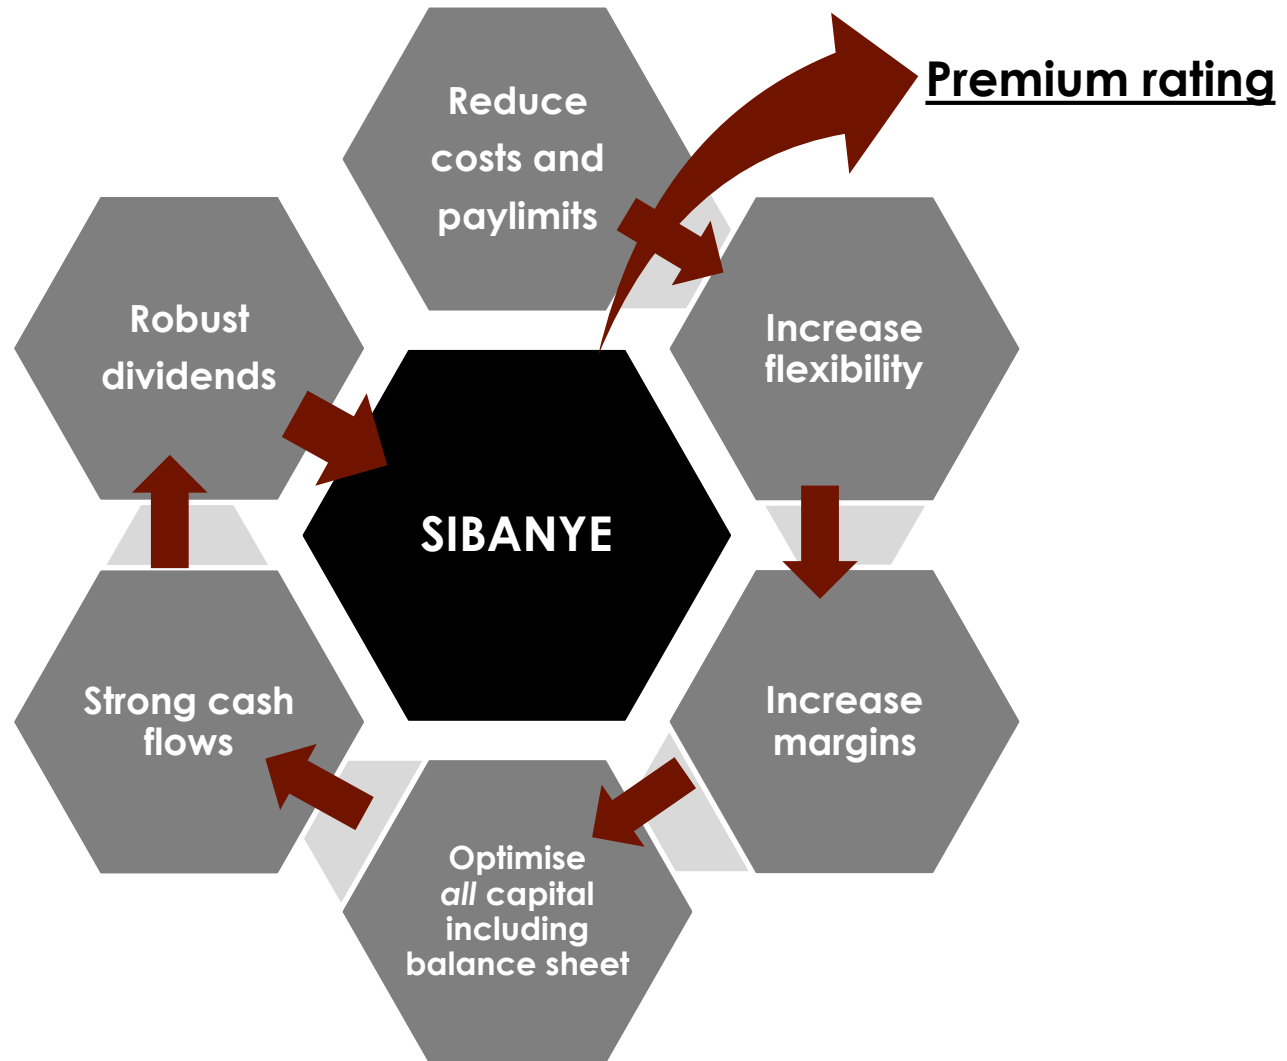 Premium rating
Reduce
costs and
paylimits
Increase
flexibility
Increase
margins
Optimise
all capital
including
balance sheet
Strong cash
flows
Robust
dividends
SIBANYE